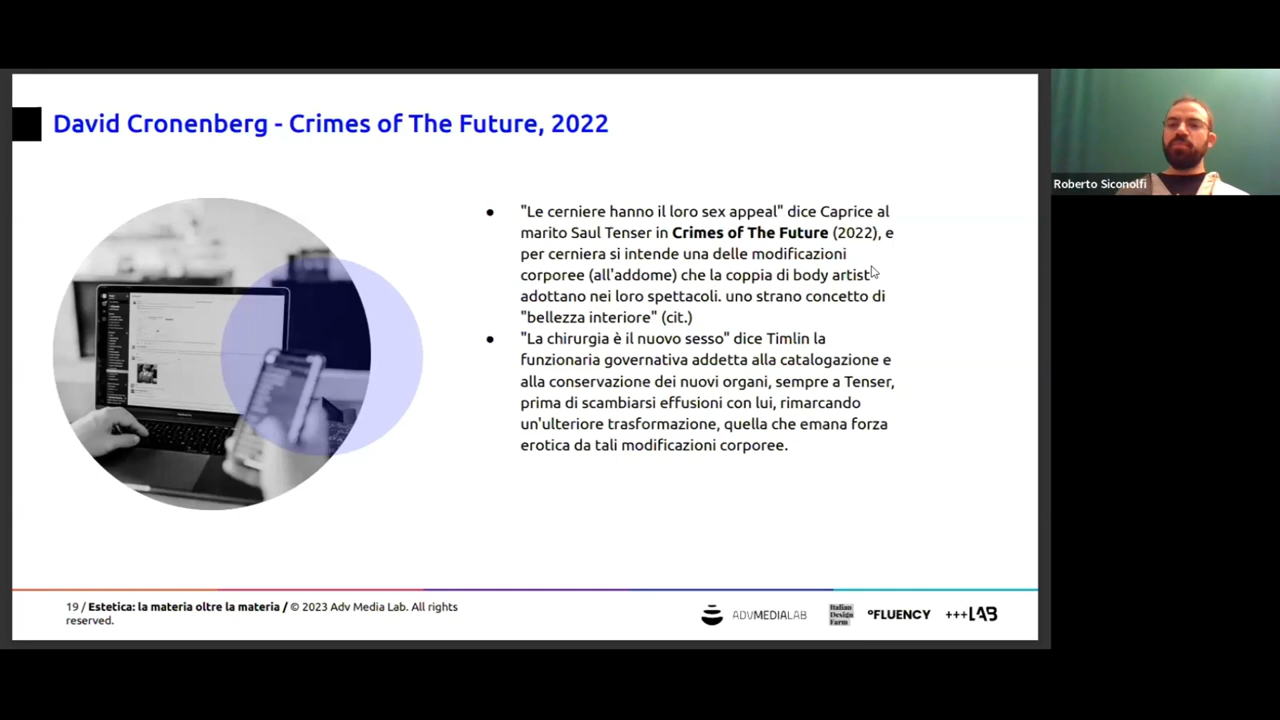 David Cronenberg - Crimes of The Future, 2022
Roberto Siconolfi
● "Le cerniere hanno il loro sex appeal" dice Caprice al
marito Saul Tenser in Crimes of The Future (2022), e
per cerniera si intende una delle modificazioni
corporee (all'addome) che la coppia di body artist
adottano nei loro spettacoli. uno strano concetto di
"bellezza interiore" (cit.)
● "La chirurgia è il nuovo sesso" dice Timlin la
funzionaria governativa addetta alla catalogazione e
alla conservazione dei nuovi organi, sempre a Tenser,
prima di scambiarsi effusioni con lui, rimarcando
un'ulteriore trasformazione, quella che emana forza
erotica da tali modificazioni corporee.
19 / Estetica: la materia oltre la materia / © 2023 Adv Media Lab. All rights
reserved.
ADVMEDIALAB
Italian
Design
Farm
°FLUENCY
+++LAB